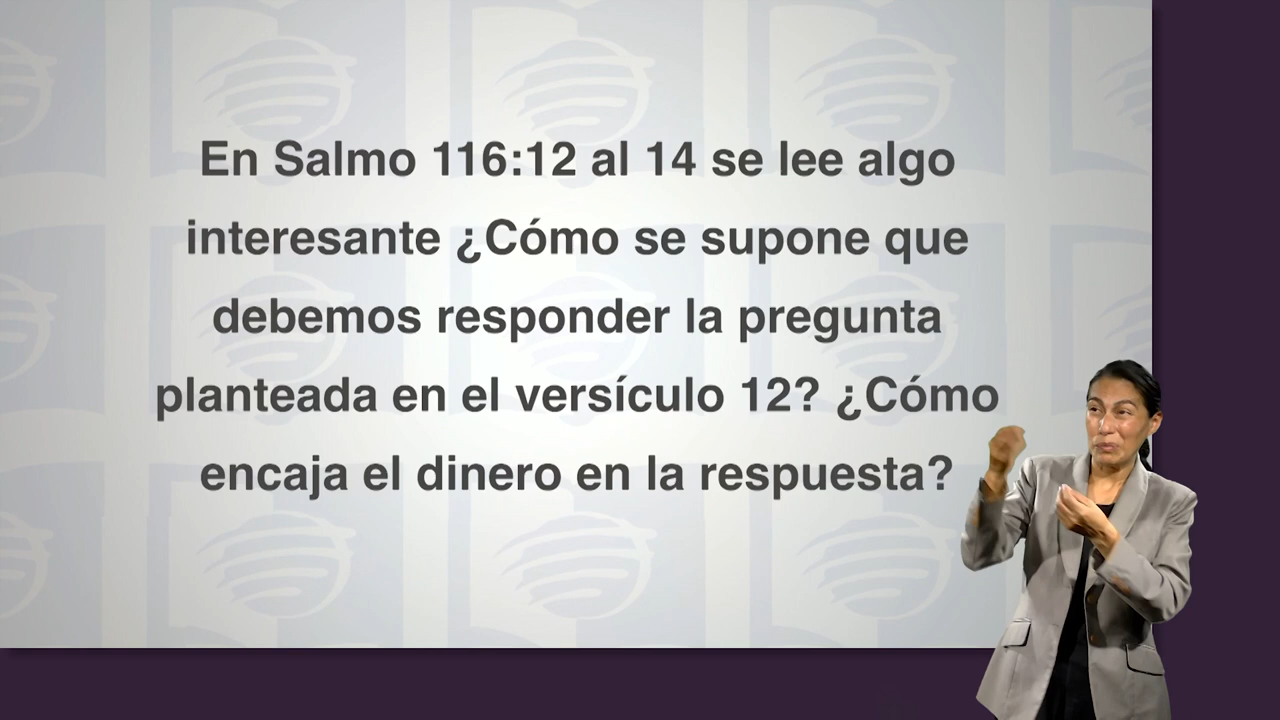 En Salmo 116:12 al 14 se lee algo
interesante ¿Cómo se supone que
debemos responder la pregunta
planteada en el versículo 12? ¿Cómo
encaja el dinero en la respuesta?